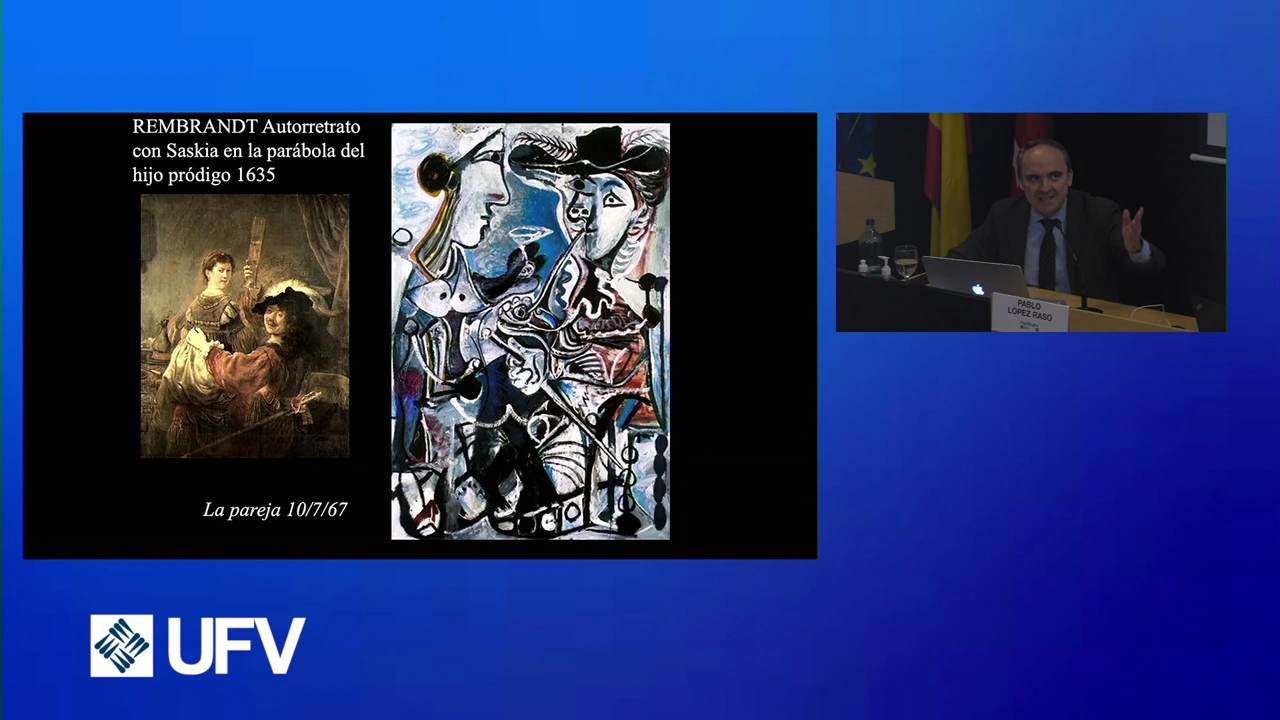 REMBRANDT Autorretrato
con Saskia en la parábola del
hijo pródigo 1635
La pareja 10/7/67
PABLO
LÓPEZ RASO
UFV